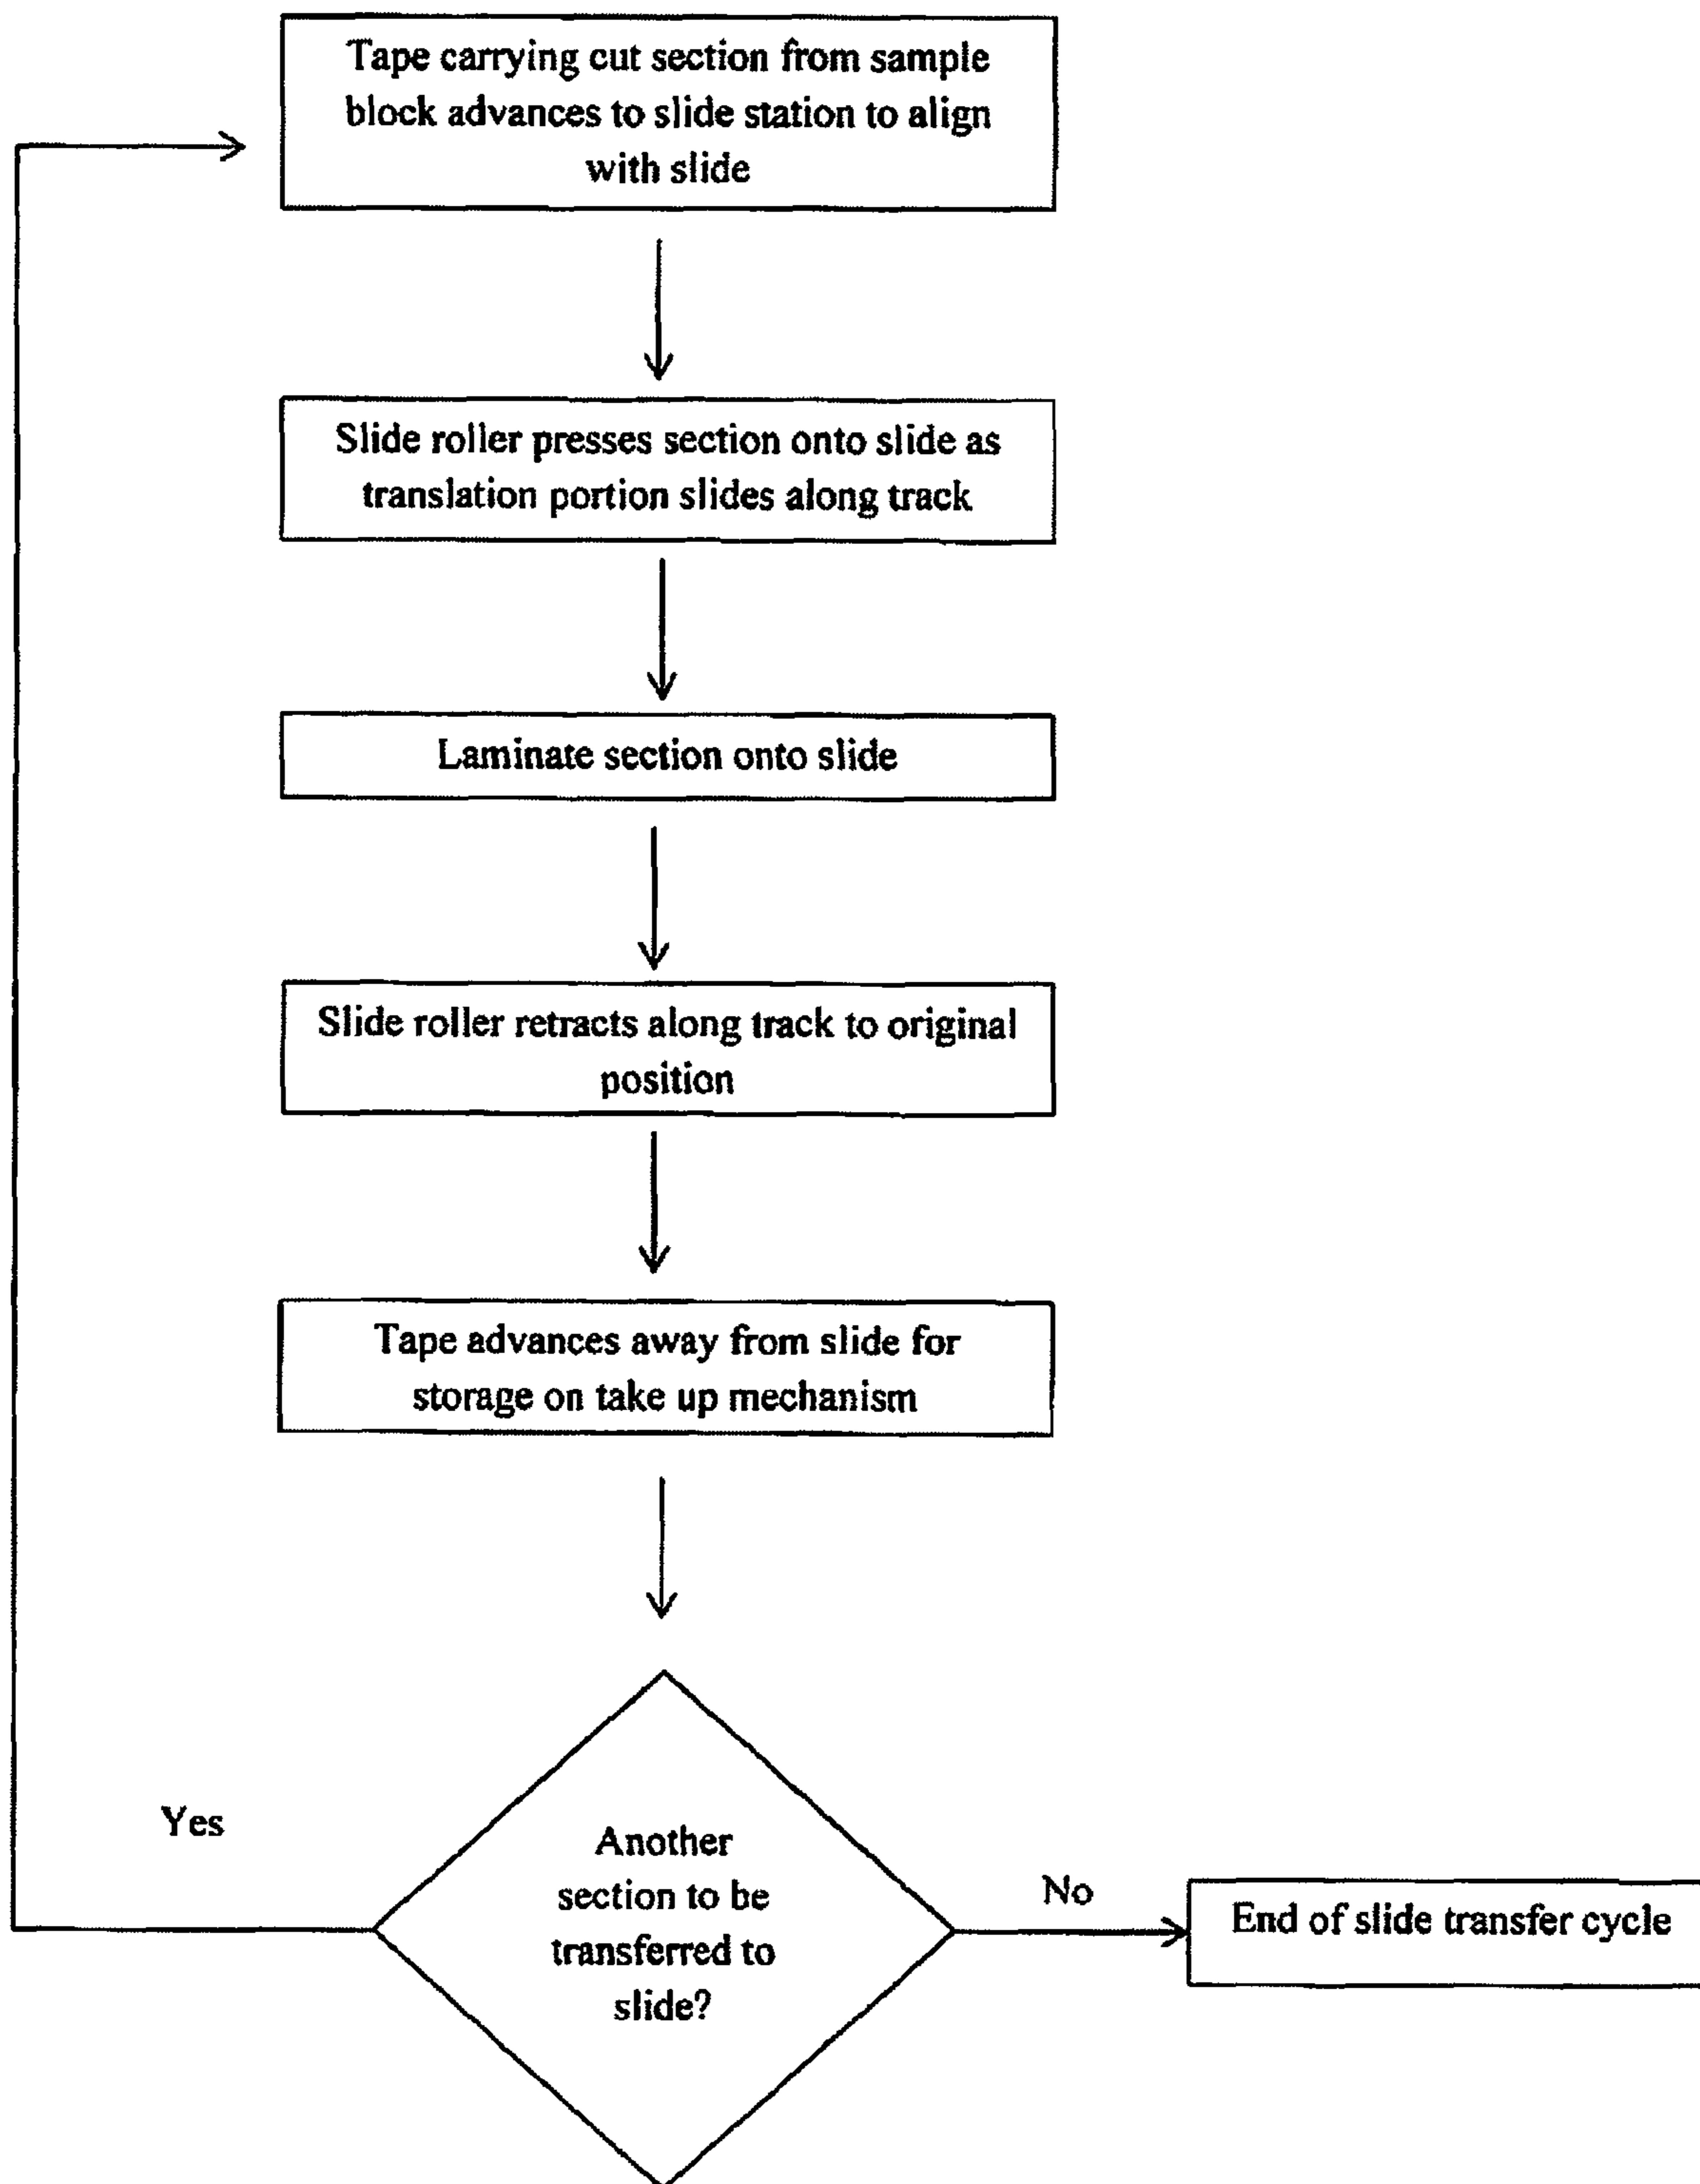 Tape carrying cut section from sample
block advances to slide station to align
with slide
Slide roller presses section onto slide as
translation portion slides along track
Laminate section onto slide
Slide roller retracts along track to original
position
Tape advances away from slide for
storage on take up mechanism
Yes
Another
section to be
transferred to
slide?
No
End of slide transfer cycle